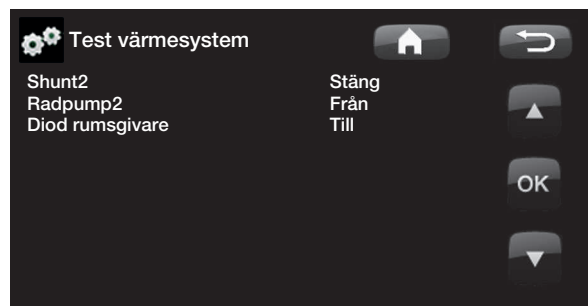 Test värmesystem
Shunt2 Stäng
Radpump2 Från
Diod rumsgivare Till
OK